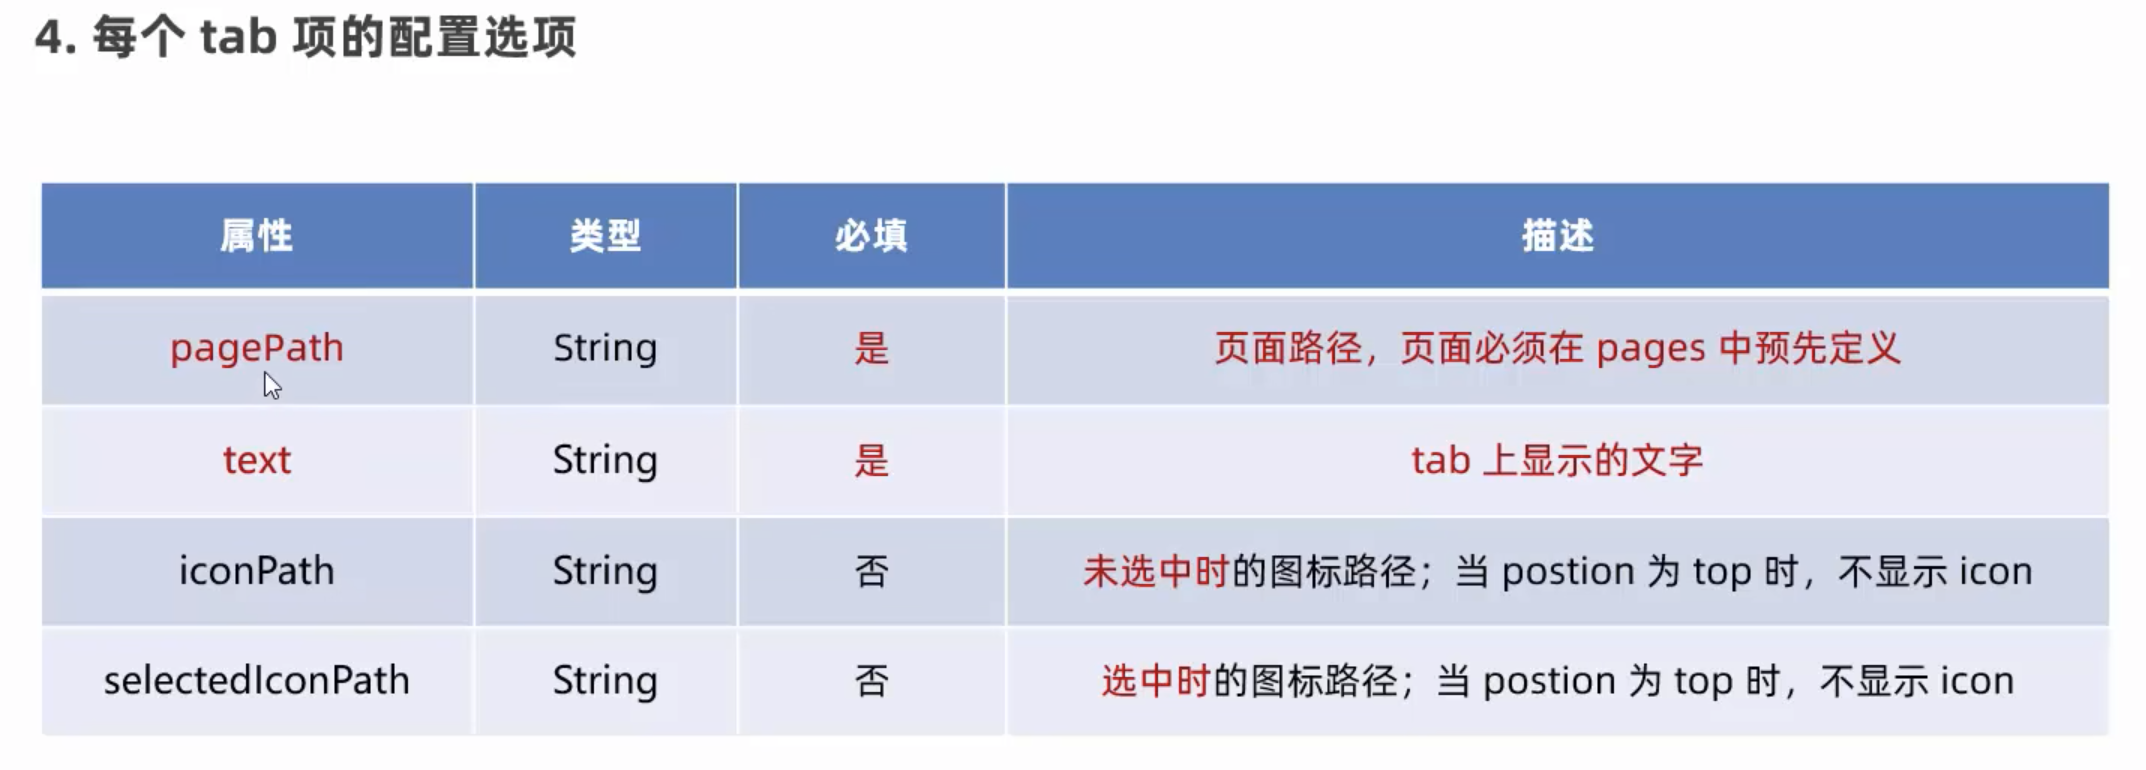 4. 每个 tab 项的配置选项
属性 类型 必填 描述
pagePath String 是 页面路径，页面必须在 pages 中预先定义
text String 是 tab 上显示的文字
iconPath String 否 未选中时的图标路径；当 postion 为 top 时，不显示 icon
selectedIconPath String 否 选中时的图标路径；当 postion 为 top 时，不显示 icon